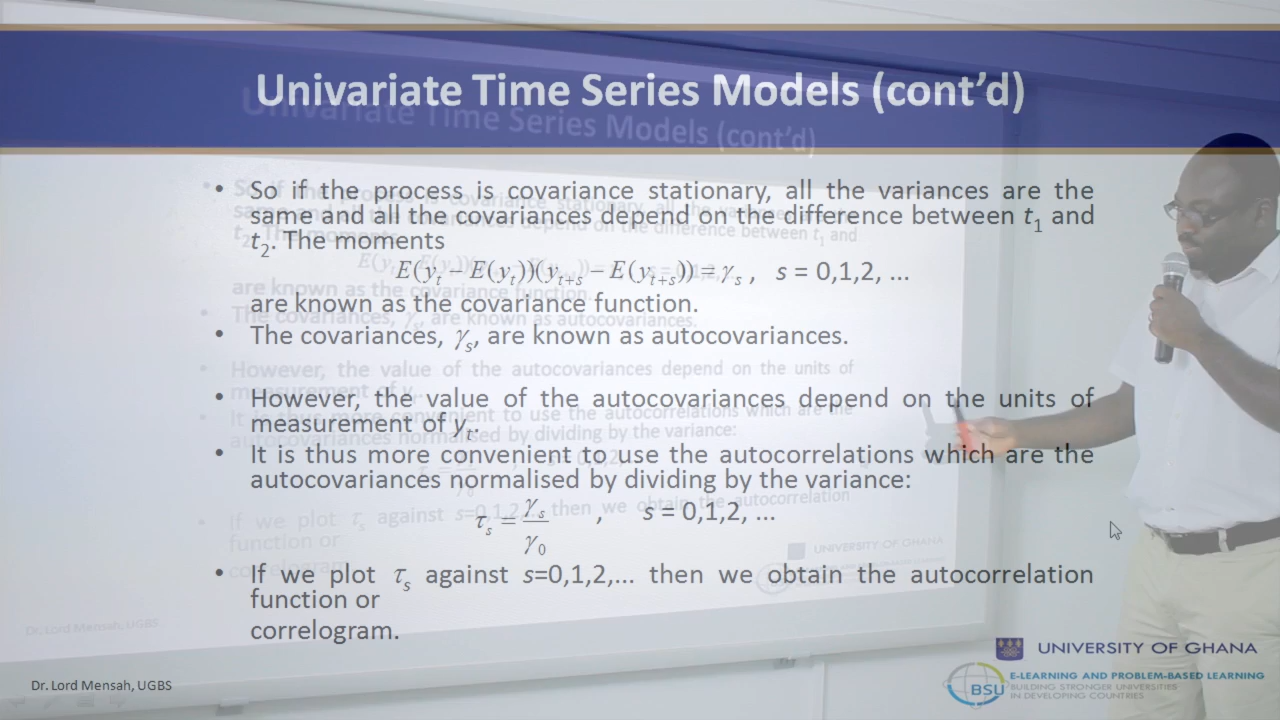 Univariate Time Series Models (cont'd)
• So if the process is covariance stationary, all the variances are the
same and all the covariances depend on the difference between t₁ and
t₂. The moments
E(yₜ − E(yₜ))(yₜ₊ₛ − E(yₜ₊ₛ)) = γₛ , s = 0,1,2, ...
are known as the covariance function.
• The covariances, γₛ, are known as autocovariances.
• However, the value of the autocovariances depend on the units of
measurement of yₜ.
• It is thus more convenient to use the autocorrelations which are the
autocovariances normalised by dividing by the variance:
τₛ = γₛ / γ₀ , s = 0,1,2, ...
• If we plot τₛ against s=0,1,2,... then we obtain the autocorrelation
function or
correlogram.
Dr. Lord Mensah, UGBS
UNIVERSITY OF GHANA
BSU
E-LEARNING AND PROBLEM-BASED LEARNING
BUILDING STRONGER UNIVERSITIES
IN DEVELOPING COUNTRIES